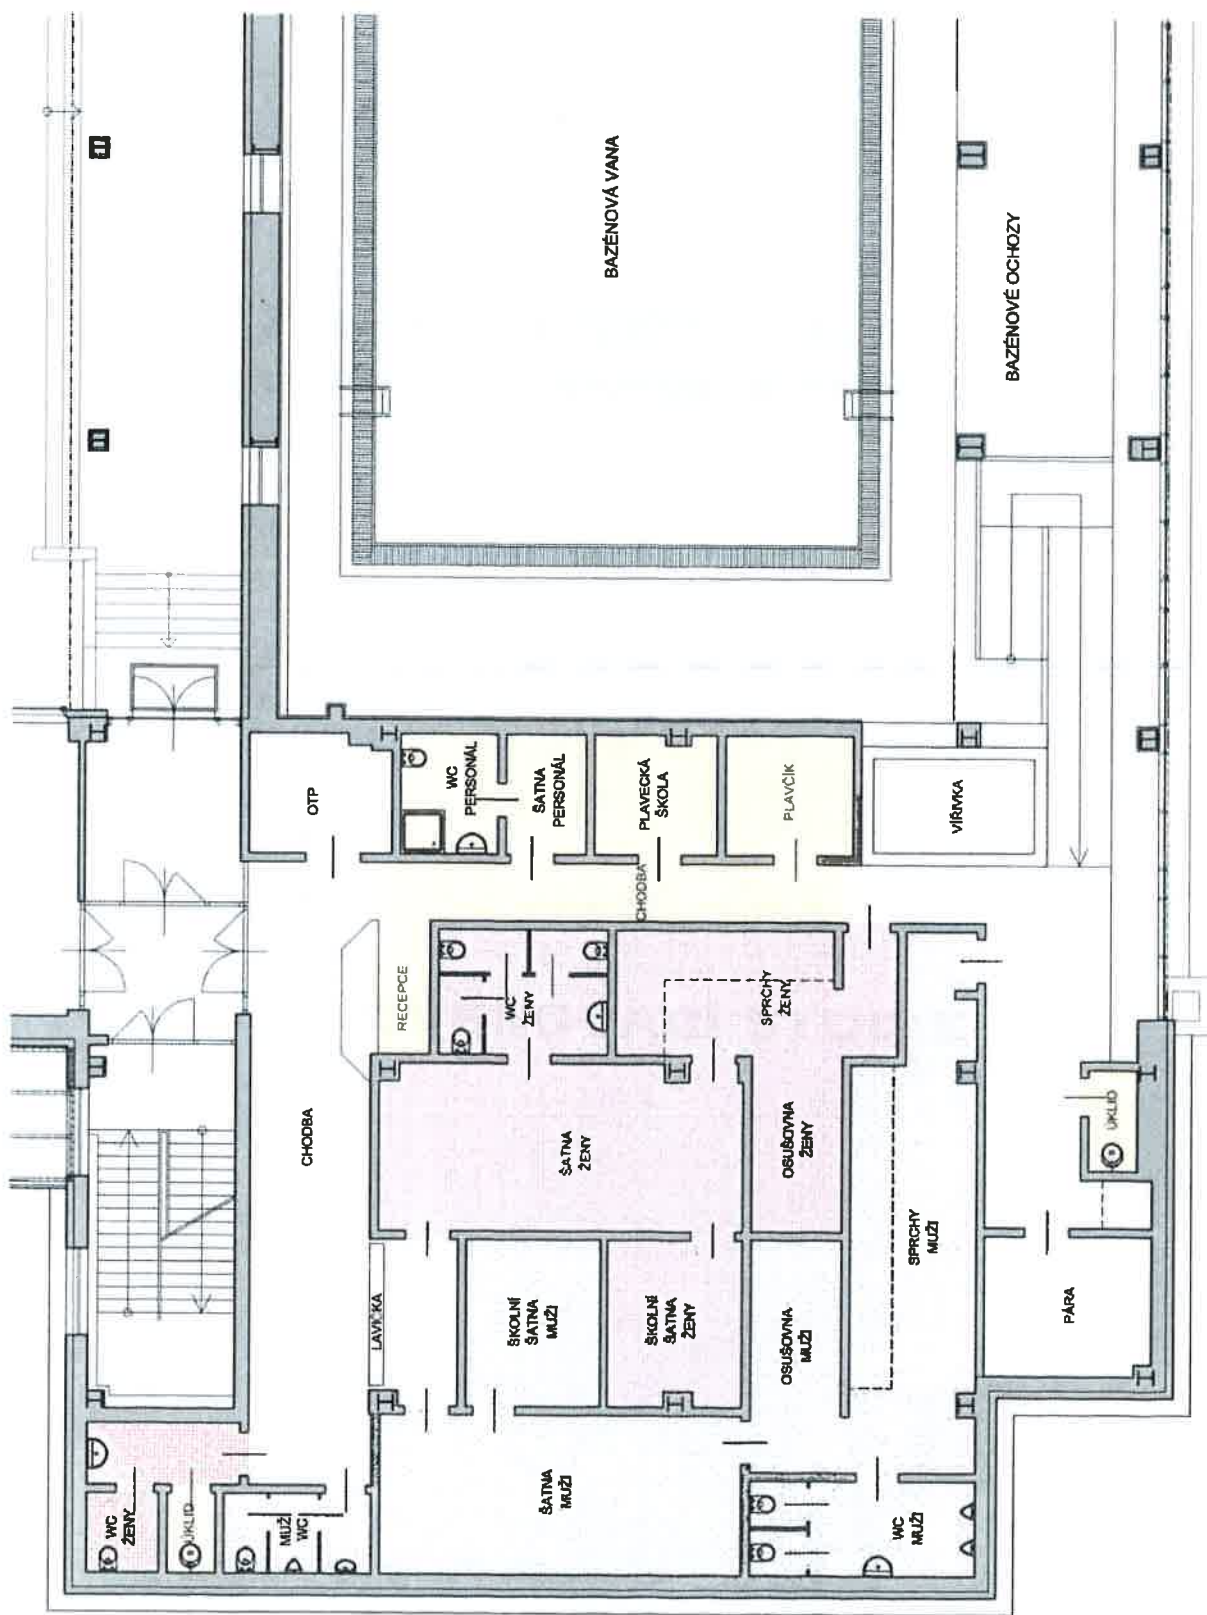 BAZÉNOVÁ VANA
BAZÉNOVÉ OCHOZY
OTP
WC
PERSONÁL
ŠATNA
PERSONÁL
PLAVECKÁ
ŠKOLA
PLAVČÍK
VÍŘIVKA
CHODBA
RECEPCE
WC
ŽENY
SPRCHY
ŽENY
CHODBA
ŠATNA
ŽENY
OSUŠOVNA
ŽENY
ÚKLID
LAVIČKA
ŠKOLNÍ
ŠATNA
MUŽI
ŠKOLNÍ
ŠATNA
ŽENY
OSUŠOVNA
MUŽI
SPRCHY
MUŽI
PÁRA
WC
ŽENY
ÚKLID
MUŽI
WC
ŠATNA
MUŽI
WC
MUŽI